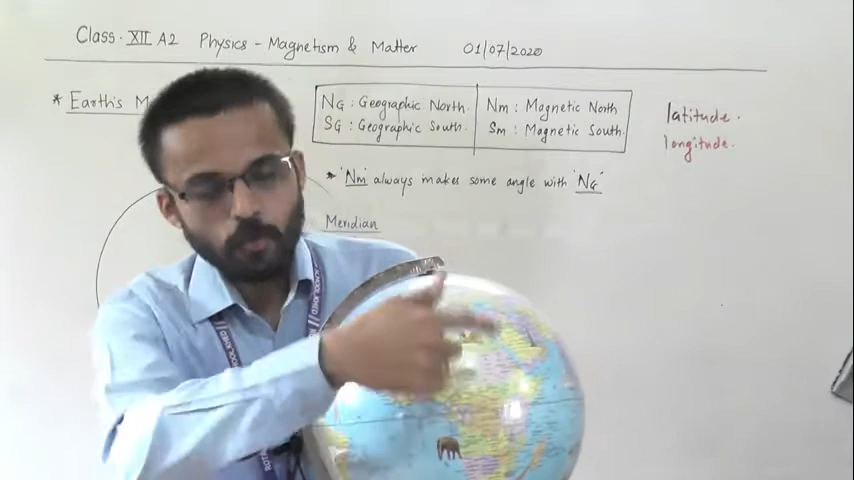 Class - XII A2 Physics - Magnetism & Matter 01/07/2020
* Earth's
NG : Geographic North.
SG : Geographic South.
Nm : Magnetic North
Sm : Magnetic South.
latitude.
longitude.
* 'Nm' always makes some angle with 'NG'
Meridian